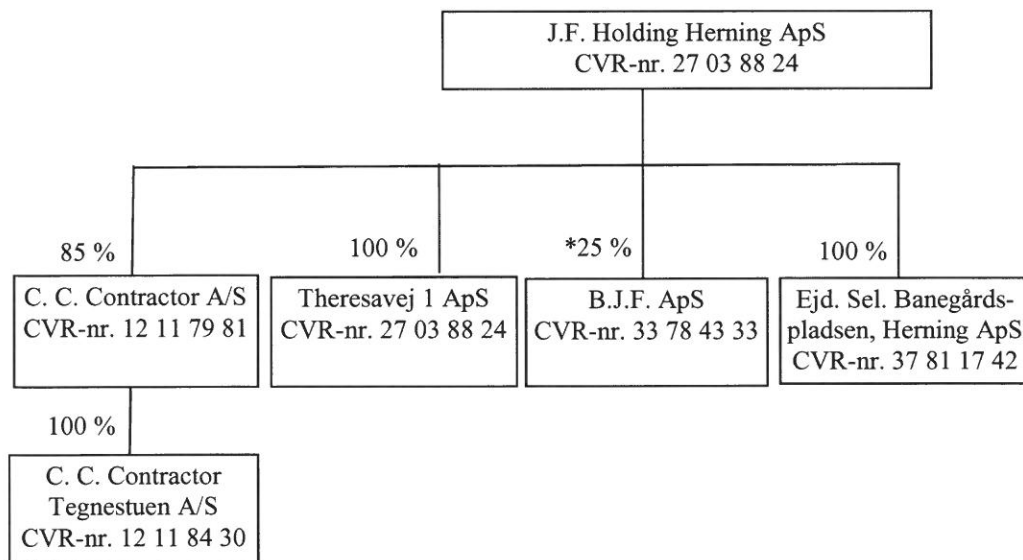 J.F. Holding Herning ApS
CVR-nr. 27 03 88 24
85 %
100 %
*25 %
100 %
C. C. Contractor A/S
CVR-nr. 12 11 79 81
Theresavej 1 ApS
CVR-nr. 27 03 88 24
B.J.F. ApS
CVR-nr. 33 78 43 33
Ejd. Sel. Banegårds-
pladsen, Herning ApS
CVR-nr. 37 81 17 42
100 %
C. C. Contractor
Tegnestuen A/S
CVR-nr. 12 11 84 30